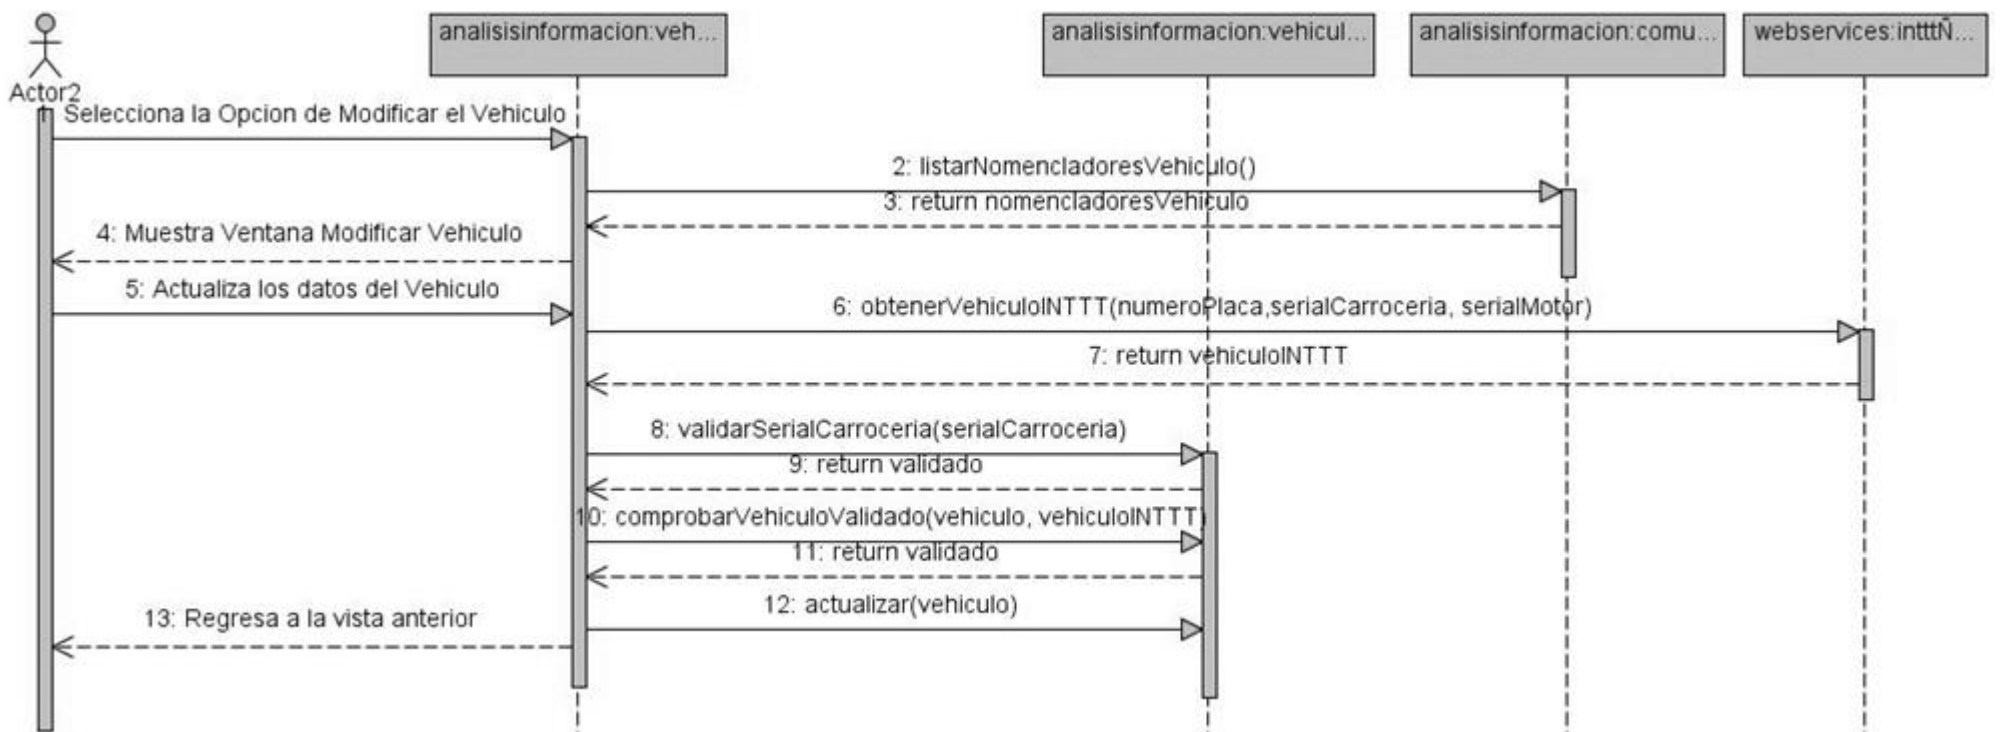 analisisinformacion:veh...
analisisinformacion:vehicul...
analisisinformacion:comu...
webservices:intttÑ...
Actor2
Selecciona la Opcion de Modificar el Vehiculo
2: listarNomencladoresVehiculo()
3: return nomencladoresVehiculo
4: Muestra Ventana Modificar Vehiculo
5: Actualiza los datos del Vehiculo
6: obtenerVehiculoINTTT(numeroPlaca,serialCarroceria, serialMotor)
7: return vehiculoINTTT
8: validarSerialCarroceria(serialCarroceria)
9: return validado
10: comprobarVehiculoValidado(vehiculo, vehiculoINTTT)
11: return validado
12: actualizar(vehiculo)
13: Regresa a la vista anterior